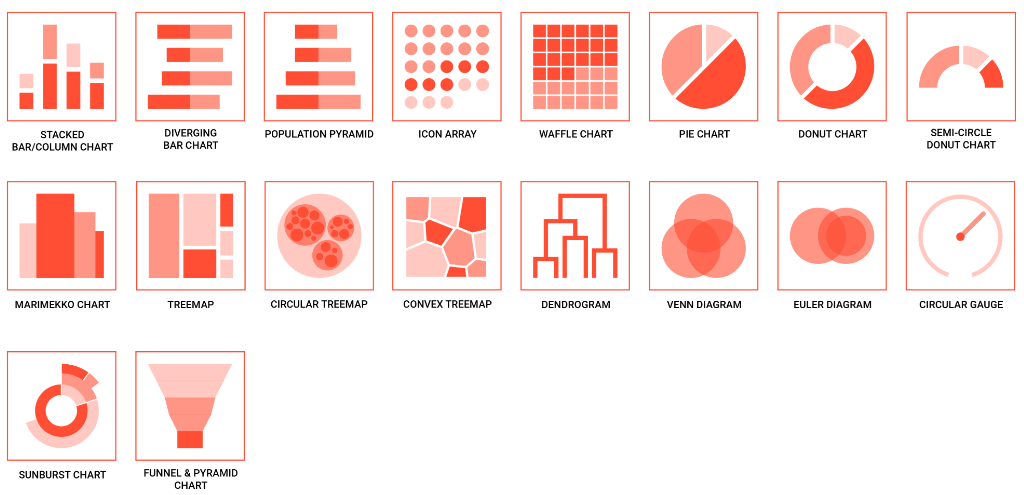 STACKED
BAR/COLUMN CHART
DIVERGING
BAR CHART
POPULATION PYRAMID
ICON ARRAY
WAFFLE CHART
PIE CHART
DONUT CHART
SEMI-CIRCLE
DONUT CHART
MARIMEKKO CHART
TREEMAP
CIRCULAR TREEMAP
CONVEX TREEMAP
DENDROGRAM
VENN DIAGRAM
EULER DIAGRAM
CIRCULAR GAUGE
SUNBURST CHART
FUNNEL & PYRAMID
CHART